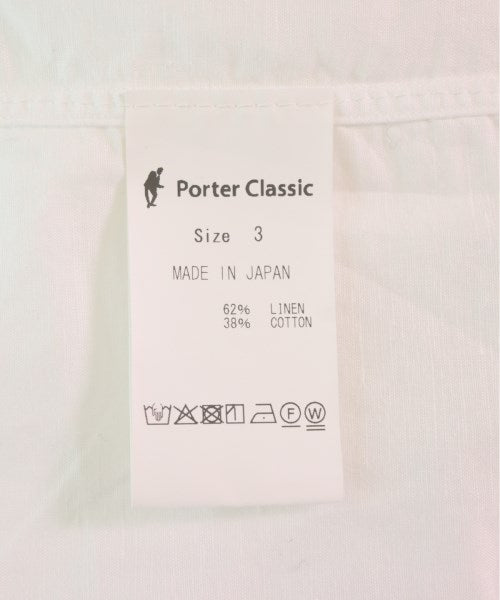 Porter Classic
Size 3
MADE IN JAPAN
62% LINEN
38% COTTON
F W